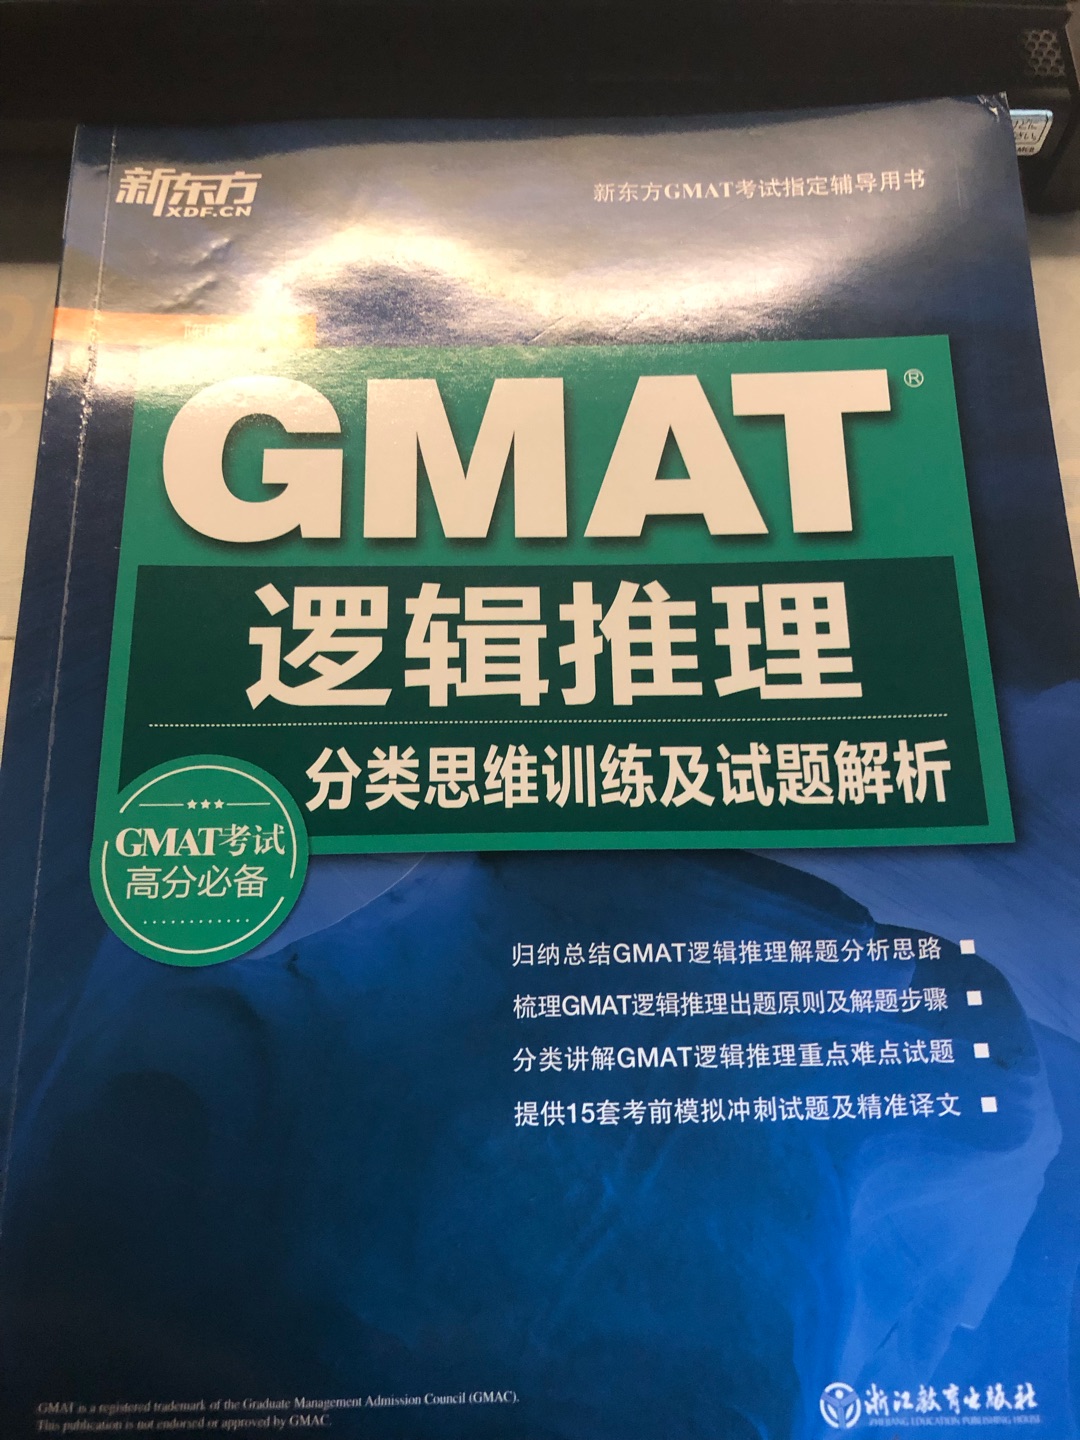 新东方
XDF.CN
新东方GMAT考试指定辅导用书
GMAT®
逻辑推理
分类思维训练及试题解析
GMAT考试
高分必备
归纳总结GMAT逻辑推理解题分析思路
梳理GMAT逻辑推理出题原则及解题步骤
分类讲解GMAT逻辑推理重点难点试题
提供15套考前模拟冲刺试题及精准译文
GMAT is a registered trademark of the Graduate Management Admission Council (GMAC).
This publication is not endorsed or approved by GMAC.
浙江教育出版社
ZHEJIANG EDUCATION PUBLISHING HOUSE